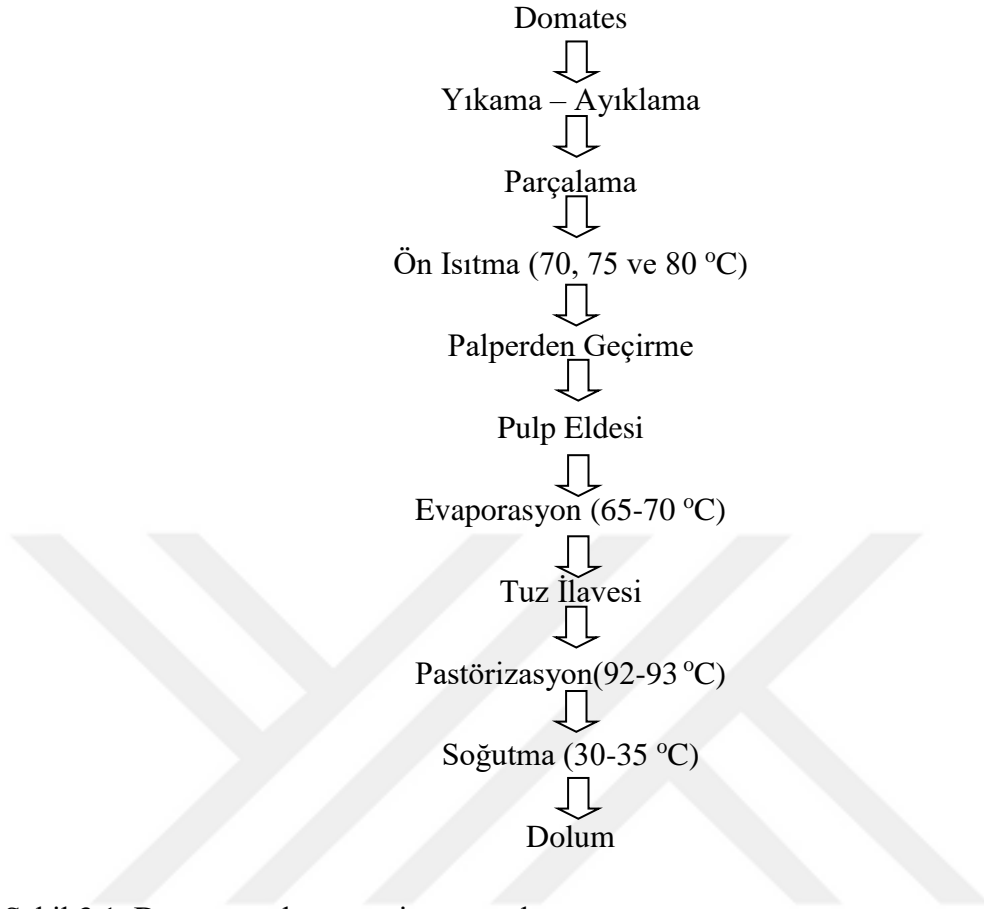 Domates
Yıkama – Ayıklama
Parçalama
Ön Isıtma (70, 75 ve 80 ºC)
Palperden Geçirme
Pulp Eldesi
Evaporasyon (65-70 ºC)
Tuz İlavesi
Pastörizasyon(92-93 ºC)
Soğutma (30-35 ºC)
Dolum